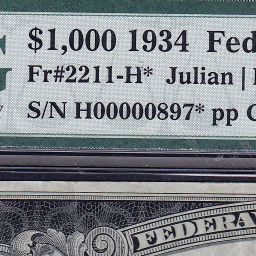 $1,000 1934 Fed
Fr#2211-H* Julian |
S/N H00000897* pp
FEDERA